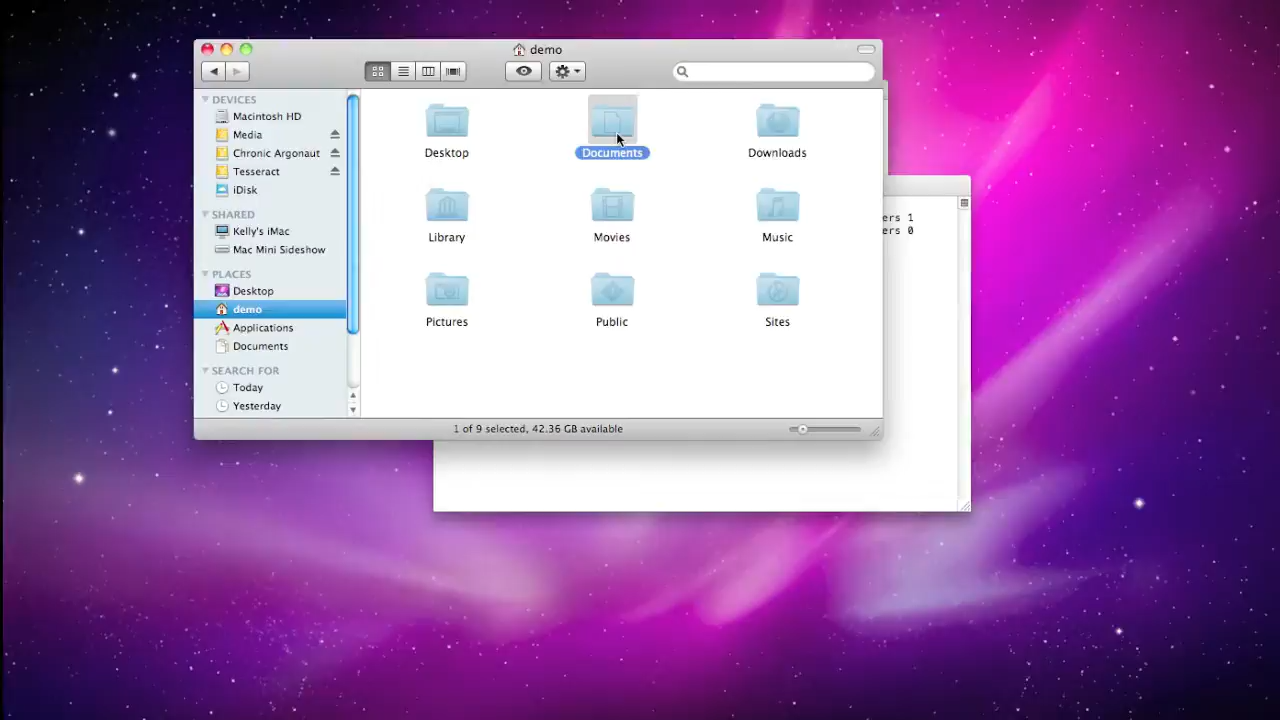 demo
DEVICES
Macintosh HD
Media
Chronic Argonaut
Tesseract
iDisk
SHARED
Kelly's iMac
Mac Mini Sideshow
PLACES
Desktop
demo
Applications
Documents
SEARCH FOR
Today
Yesterday
Desktop
Documents
Downloads
Library
Movies
Music
Pictures
Public
Sites
1 of 9 selected, 42.36 GB available
ers 1
ers 0